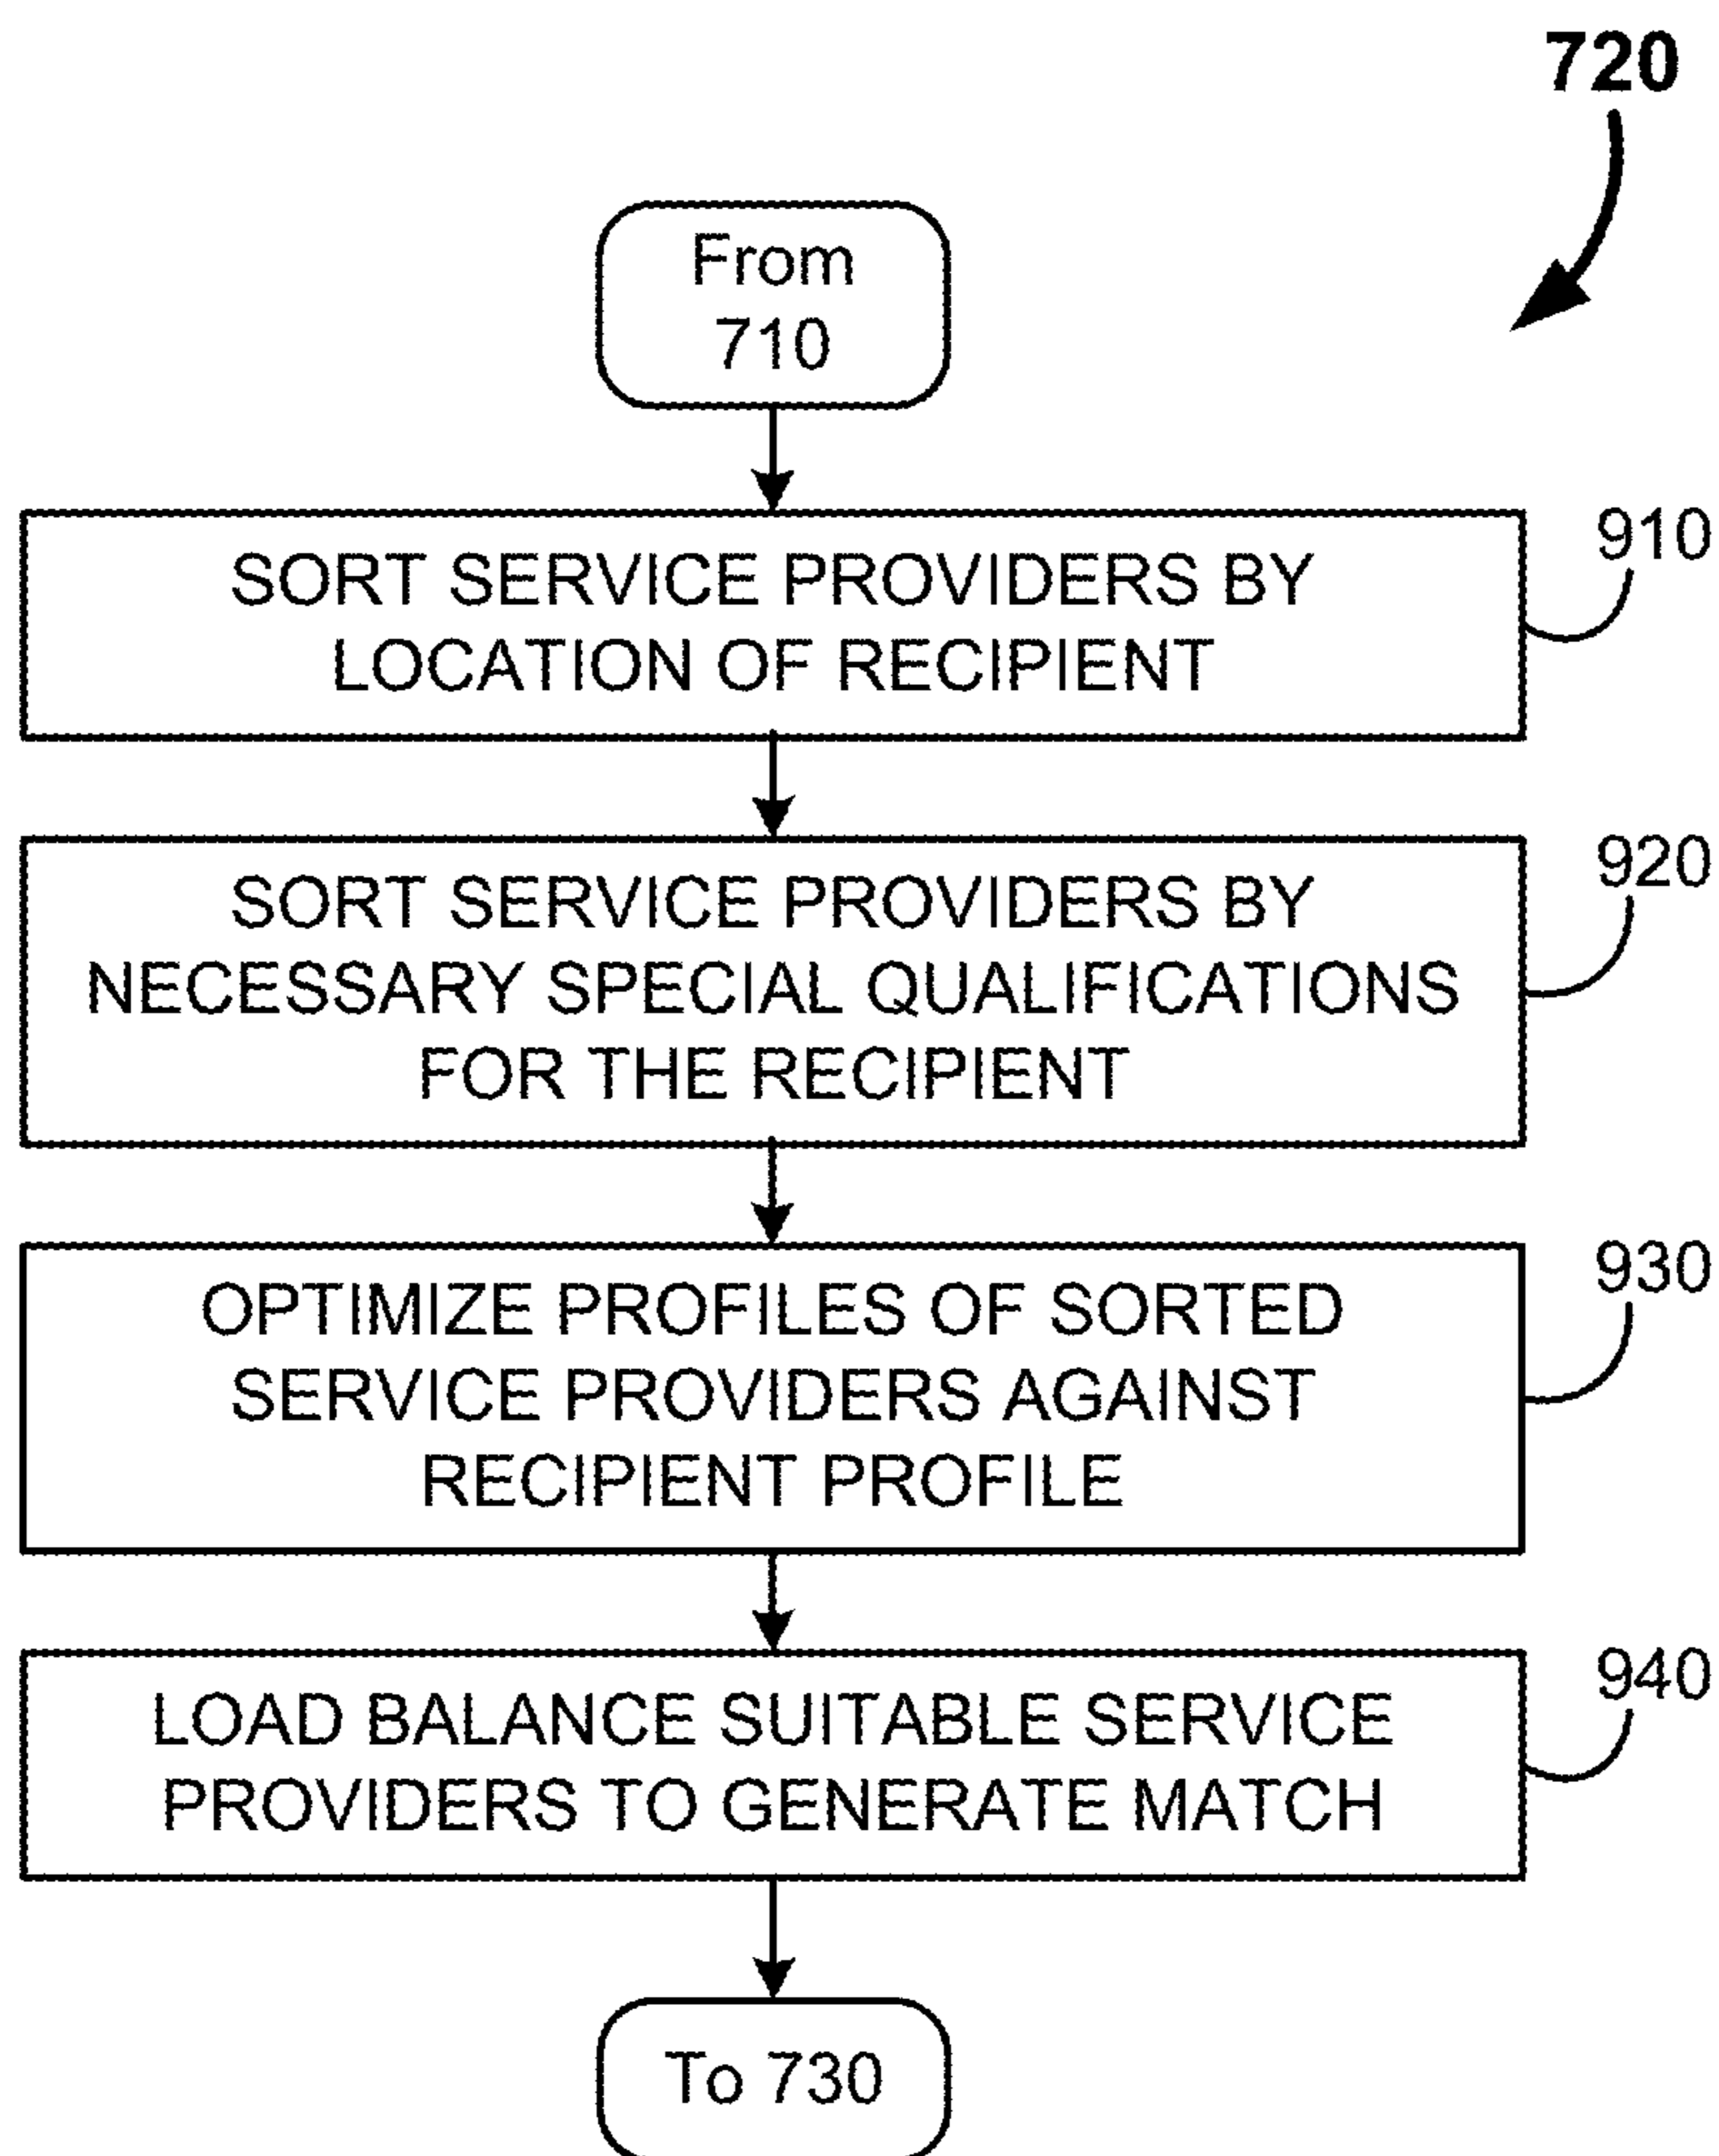 720
From
710
910
SORT SERVICE PROVIDERS BY
LOCATION OF RECIPIENT
920
SORT SERVICE PROVIDERS BY
NECESSARY SPECIAL QUALIFICATIONS
FOR THE RECIPIENT
930
OPTIMIZE PROFILES OF SORTED
SERVICE PROVIDERS AGAINST
RECIPIENT PROFILE
940
LOAD BALANCE SUITABLE SERVICE
PROVIDERS TO GENERATE MATCH
To 730